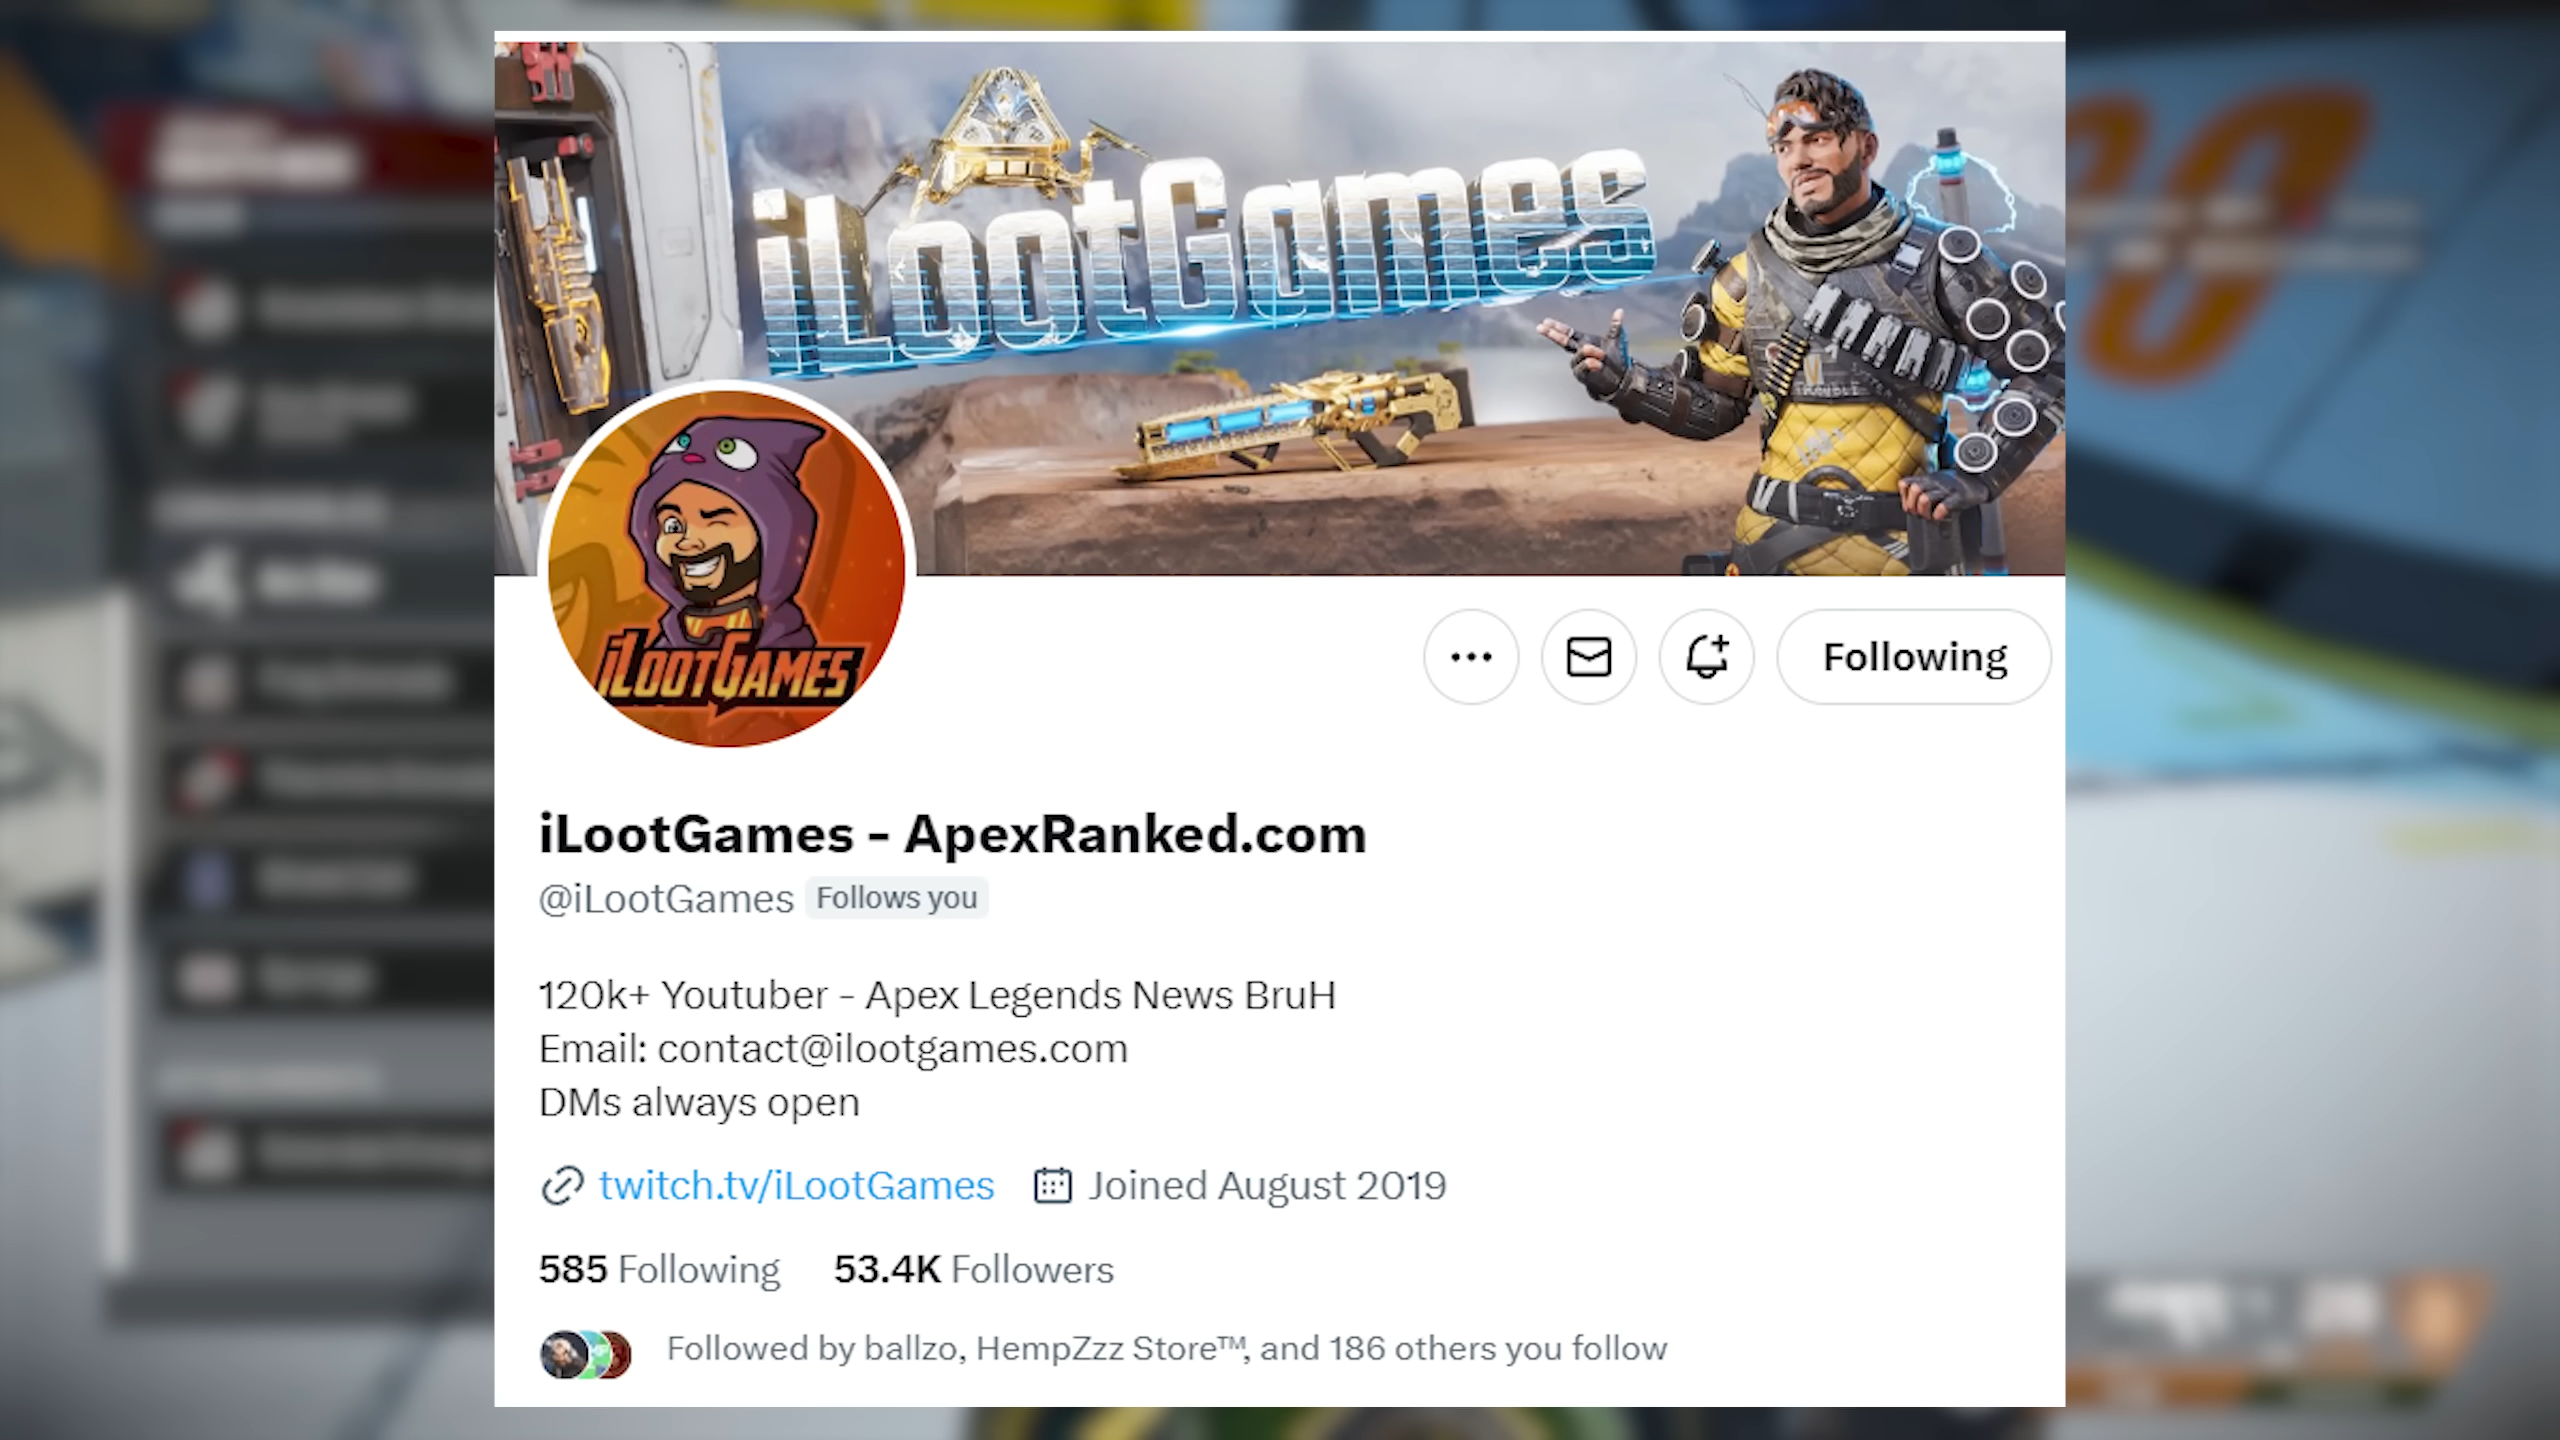 iLootGames
TROUBLE
iLOOTGAMES
Following
iLootGames - ApexRanked.com
@iLootGames Follows you
120k+ Youtuber - Apex Legends News BruH
Email: contact@ilootgames.com
DMs always open
twitch.tv/iLootGames Joined August 2019
585 Following 53.4K Followers
Followed by ballzo, HempZzz Store™, and 186 others you follow